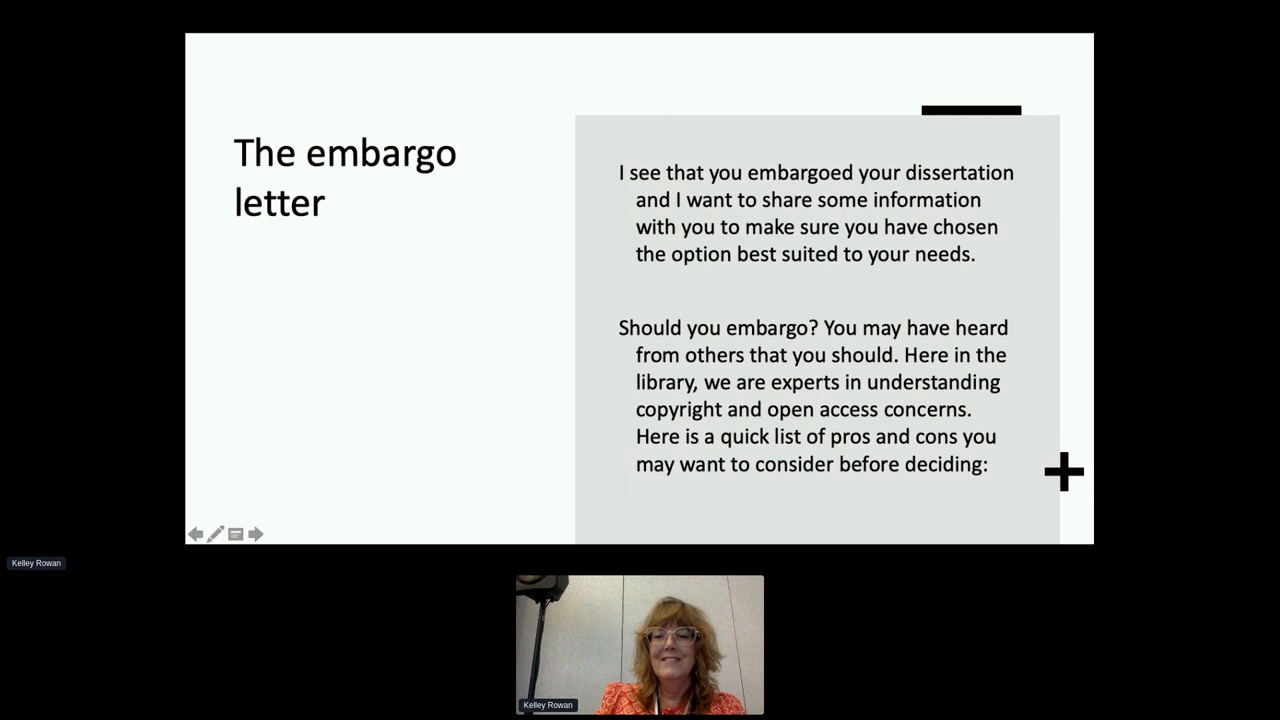 The embargo
letter
I see that you embargoed your dissertation
and I want to share some information
with you to make sure you have chosen
the option best suited to your needs.
Should you embargo? You may have heard
from others that you should. Here in the
library, we are experts in understanding
copyright and open access concerns.
Here is a quick list of pros and cons you
may want to consider before deciding:
Kelley Rowan
Kelley Rowan